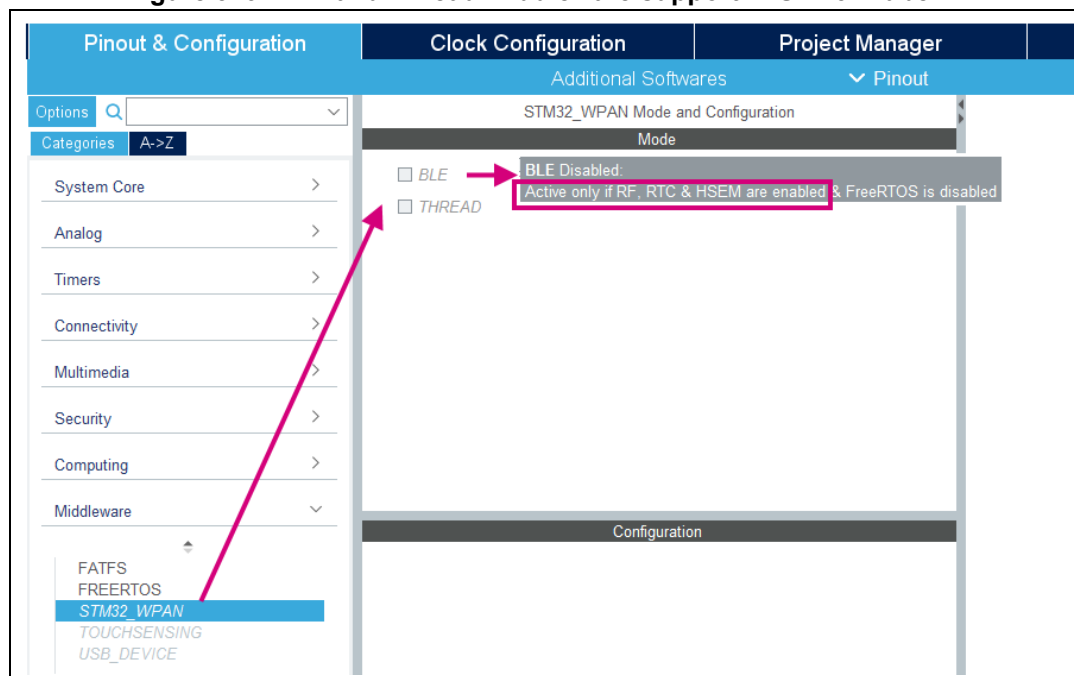 Pinout & Configuration
Clock Configuration
Project Manager
Additional Softwares
Pinout
Options
Categories
A->Z
STM32_WPAN Mode and Configuration
Mode
BLE
BLE Disabled:
Active only if RF, RTC & HSEM are enabled & FreeRTOS is disabled
THREAD
System Core
Analog
Timers
Connectivity
Multimedia
Security
Computing
Middleware
FATFS
FREERTOS
STM32_WPAN
TOUCHSENSING
USB_DEVICE
Configuration